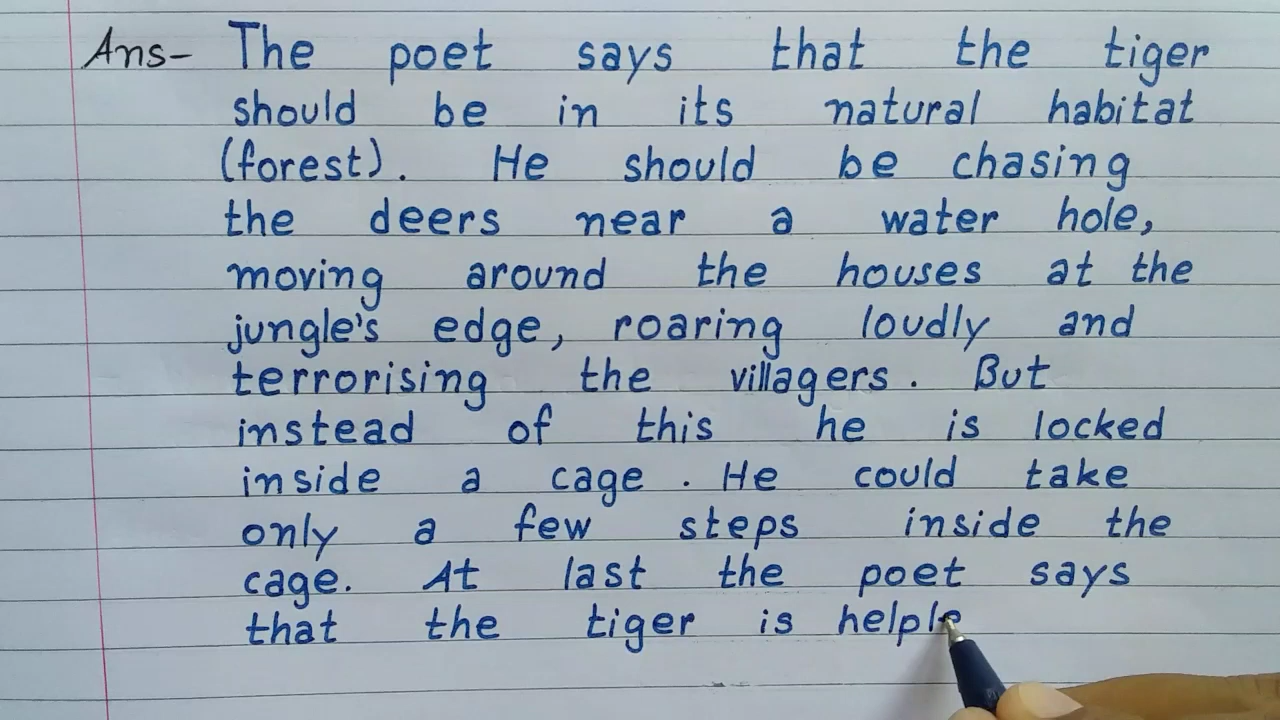 Ans- The poet says that the tiger
should be in its natural habitat
(forest). He should be chasing
the deers near a water hole,
moving around the houses at the
jungle's edge, roaring loudly and
terrorising the villagers. But
instead of this he is locked
inside a cage. He could take
only a few steps inside the
cage. At last the poet says
that the tiger is helple